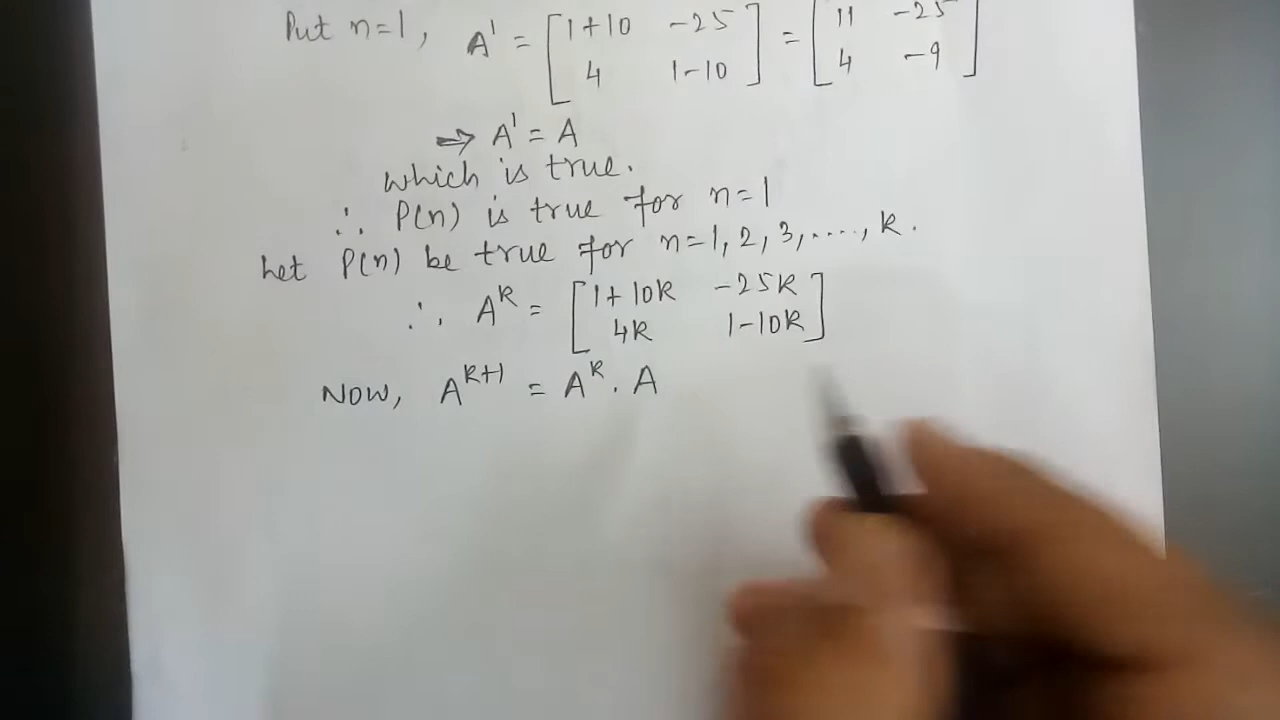 Put n=1, A¹ = [1+10 -25 4 1-10] = [11 -25 4 -9]
⇒ A¹ = A
which is true.
∴ P(n) is true for n=1
Let P(n) be true for n=1, 2, 3, ...., k.
∴ Aᵏ = [1+10k -25k 4k 1-10k]
Now, Aᵏ⁺¹ = Aᵏ . A